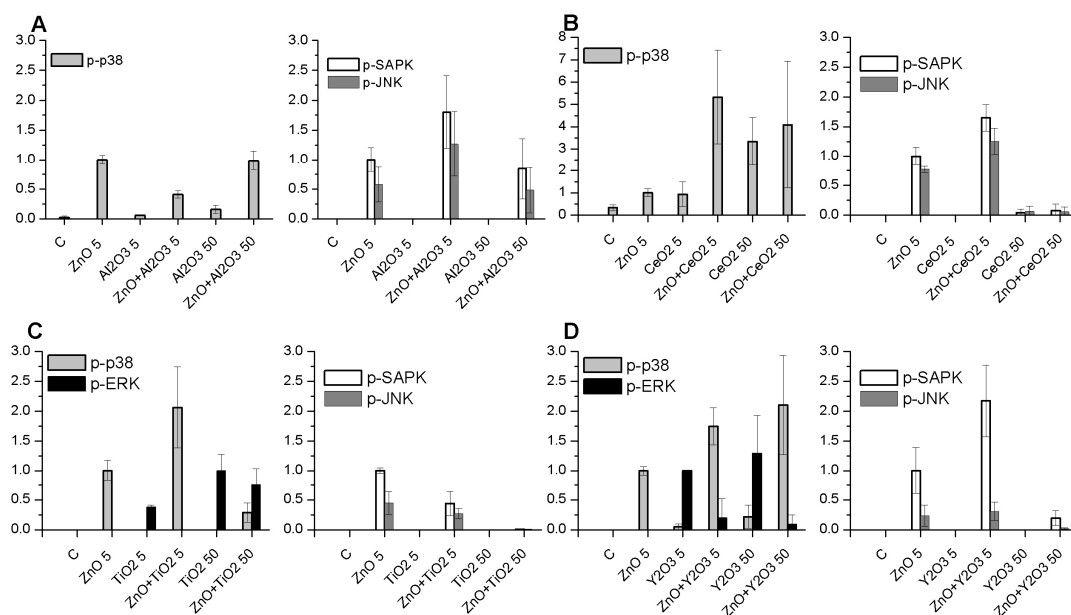 A
3.0
2.5
2.0
1.5
1.0
0.5
0.0
p-p38
C
ZnO 5
Al2O3 5
ZnO+Al2O3 5
Al2O3 50
ZnO+Al2O3 50
3.0
2.5
2.0
1.5
1.0
0.5
0.0
p-SAPK
p-JNK
C
ZnO 5
Al2O3 5
ZnO+Al2O3 5
Al2O3 50
ZnO+Al2O3 50
B
8
7
6
5
4
3
2
1
0
p-p38
C
ZnO 5
CeO2 5
ZnO+CeO2 5
CeO2 50
ZnO+CeO2 50
3.0
2.5
2.0
1.5
1.0
0.5
0.0
p-SAPK
p-JNK
C
ZnO 5
CeO2 5
ZnO+CeO2 5
CeO2 50
ZnO+CeO2 50
C
3.0
2.5
2.0
1.5
1.0
0.5
0.0
p-p38
p-ERK
C
ZnO 5
TiO2 5
ZnO+TiO2 5
TiO2 50
ZnO+TiO2 50
3.0
2.5
2.0
1.5
1.0
0.5
0.0
p-SAPK
p-JNK
C
ZnO 5
TiO2 5
ZnO+TiO2 5
TiO2 50
ZnO+TiO2 50
D
3.0
2.5
2.0
1.5
1.0
0.5
0.0
p-p38
p-ERK
C
ZnO 5
Y2O3 5
ZnO+Y2O3 5
Y2O3 50
ZnO+Y2O3 50
3.0
2.5
2.0
1.5
1.0
0.5
0.0
p-SAPK
p-JNK
C
ZnO 5
Y2O3 5
ZnO+Y2O3 5
Y2O3 50
ZnO+Y2O3 50